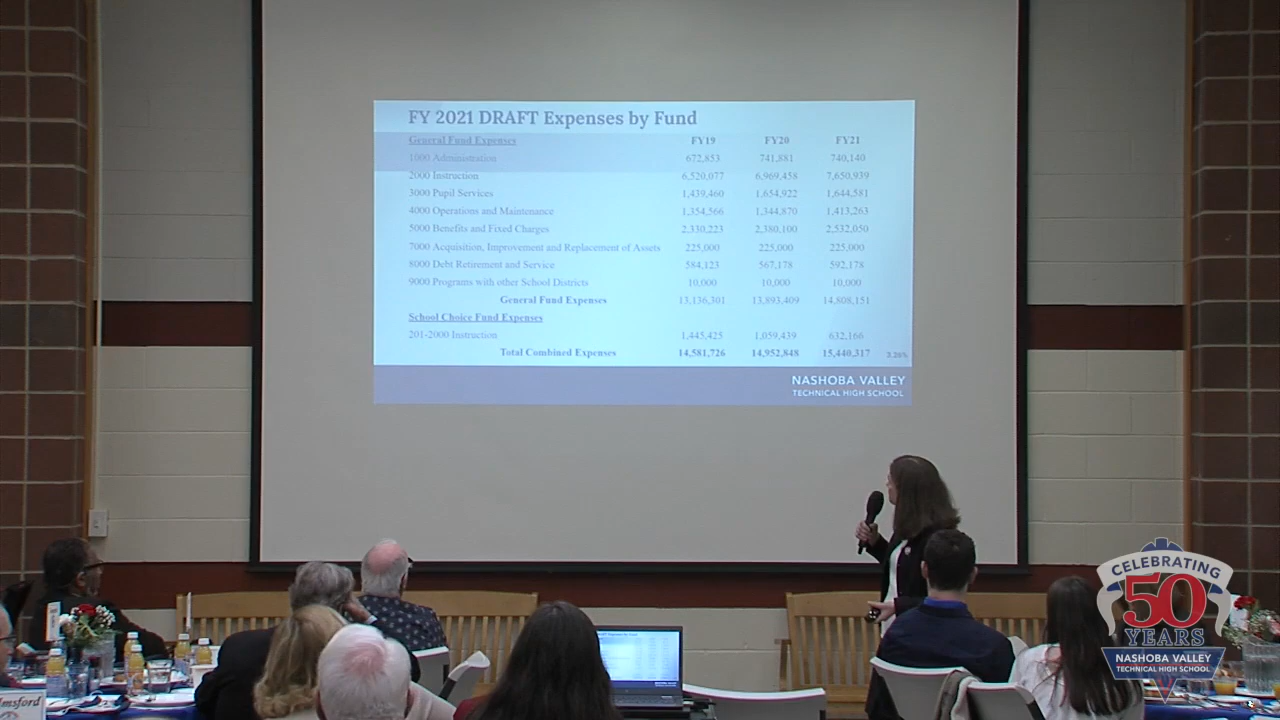 FY 2021 DRAFT Expenses by Fund
General Fund Expenses FY19 FY20 FY21
1000 Administration 672,853 741,881 740,140
2000 Instruction 6,520,077 6,969,458 7,650,939
3000 Pupil Services 1,439,460 1,654,922 1,644,581
4000 Operations and Maintenance 1,354,566 1,344,870 1,413,263
5000 Benefits and Fixed Charges 2,330,223 2,380,100 2,532,050
7000 Acquisition, Improvement and Replacement of Assets 225,000 225,000 225,000
8000 Debt Retirement and Service 584,123 567,178 592,178
9000 Programs with other School Districts 10,000 10,000 10,000
General Fund Expenses 13,136,301 13,893,409 14,808,151
School Choice Fund Expenses
201-2000 Instruction 1,445,425 1,059,439 632,166
Total Combined Expenses 14,581,726 14,952,848 15,440,317 3.26%
NASHOBA VALLEY
TECHNICAL HIGH SCHOOL
CELEBRATING
50
YEARS
NASHOBA VALLEY
TECHNICAL HIGH SCHOOL